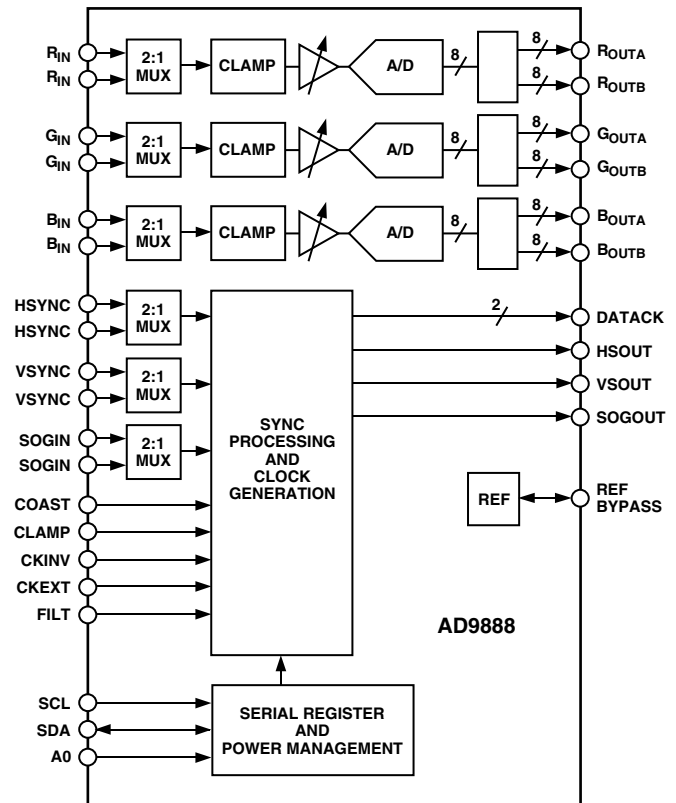 RIN
RIN
2:1
MUX
CLAMP
A/D
8
8
8
ROUTA
ROUTB
GIN
GIN
2:1
MUX
CLAMP
A/D
8
8
8
GOUTA
GOUTB
BIN
BIN
2:1
MUX
CLAMP
A/D
8
8
8
BOUTA
BOUTB
HSYNC
HSYNC
2:1
MUX
VSYNC
VSYNC
2:1
MUX
SOGIN
SOGIN
2:1
MUX
COAST
CLAMP
CKINV
CKEXT
FILT
SYNC
PROCESSING
AND
CLOCK
GENERATION
2
DATACK
HSOUT
VSOUT
SOGOUT
REF
REF
BYPASS
AD9888
SCL
SDA
A0
SERIAL REGISTER
AND
POWER MANAGEMENT